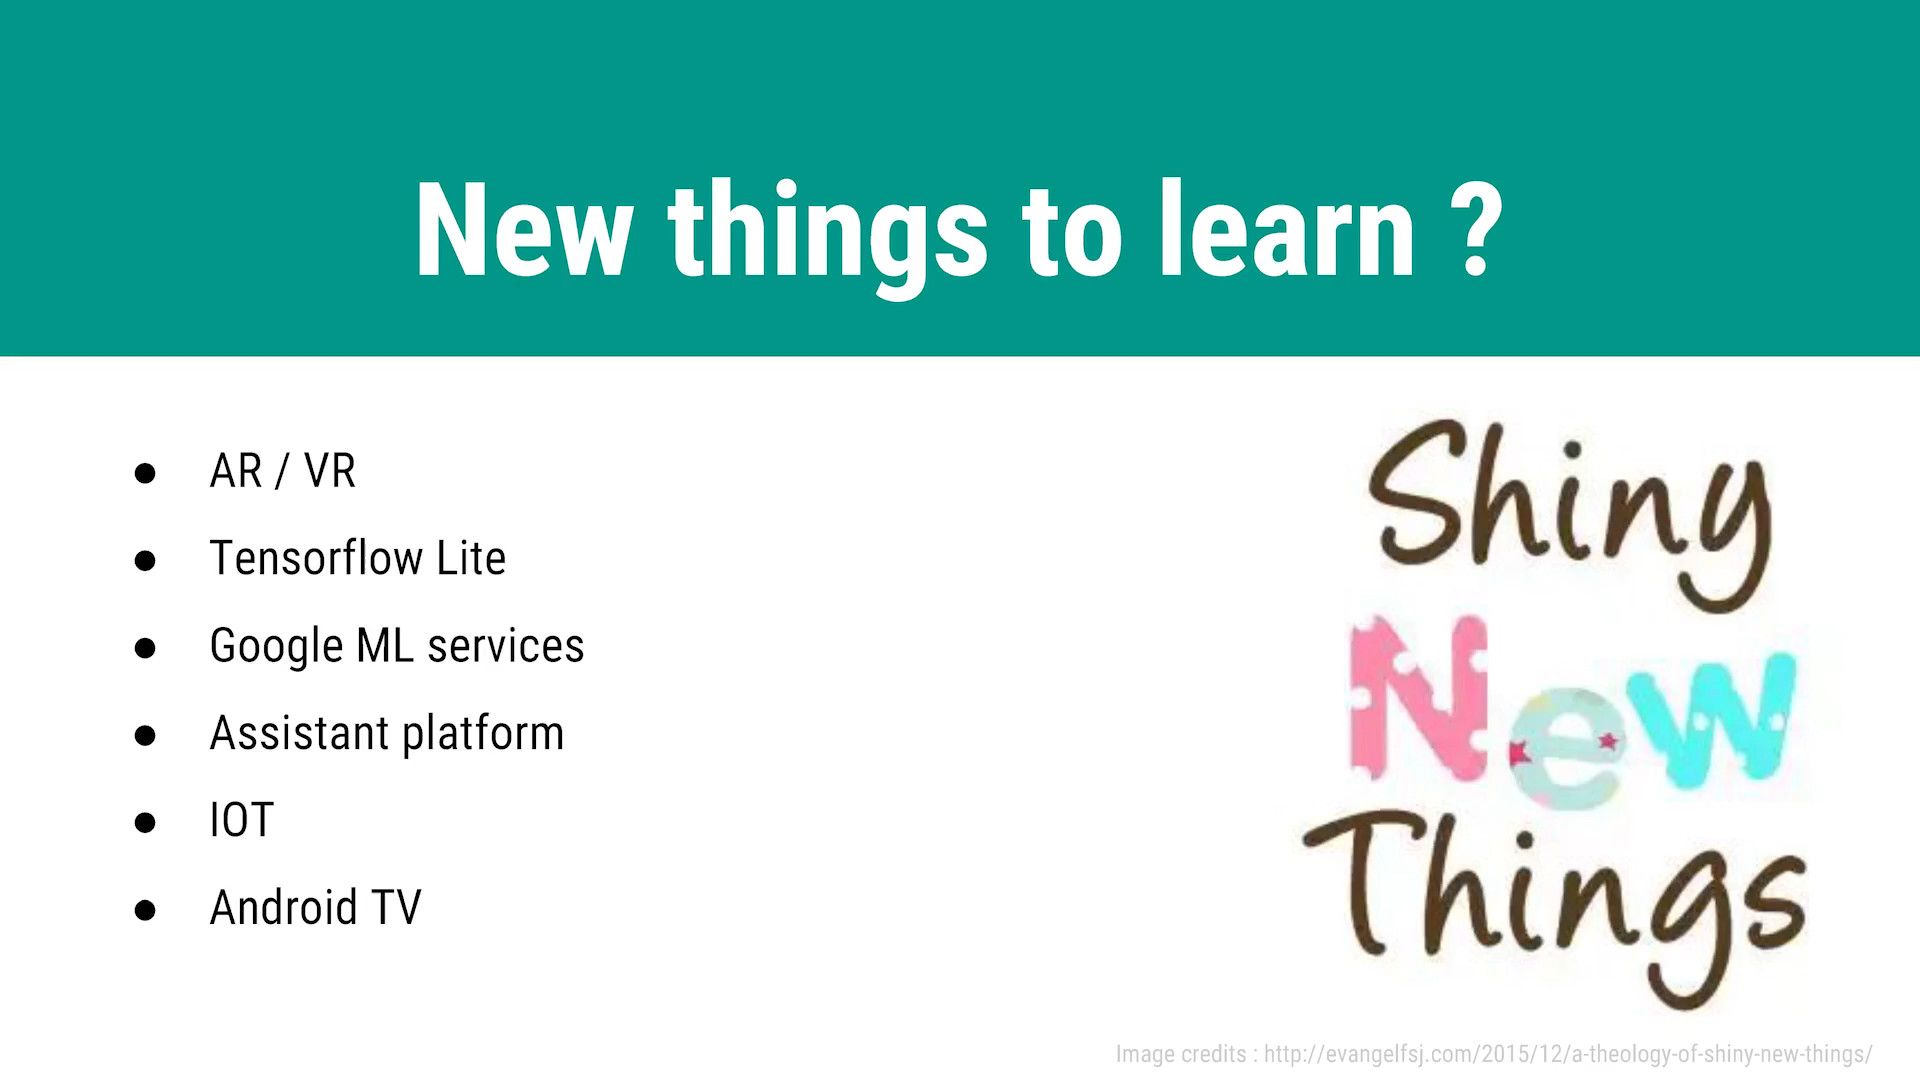 New things to learn ?
● AR / VR
● Tensorflow Lite
● Google ML services
● Assistant platform
● IOT
● Android TV
Shiny
New
Things
Image credits : http://evangelfsj.com/2015/12/a-theology-of-shiny-new-things/